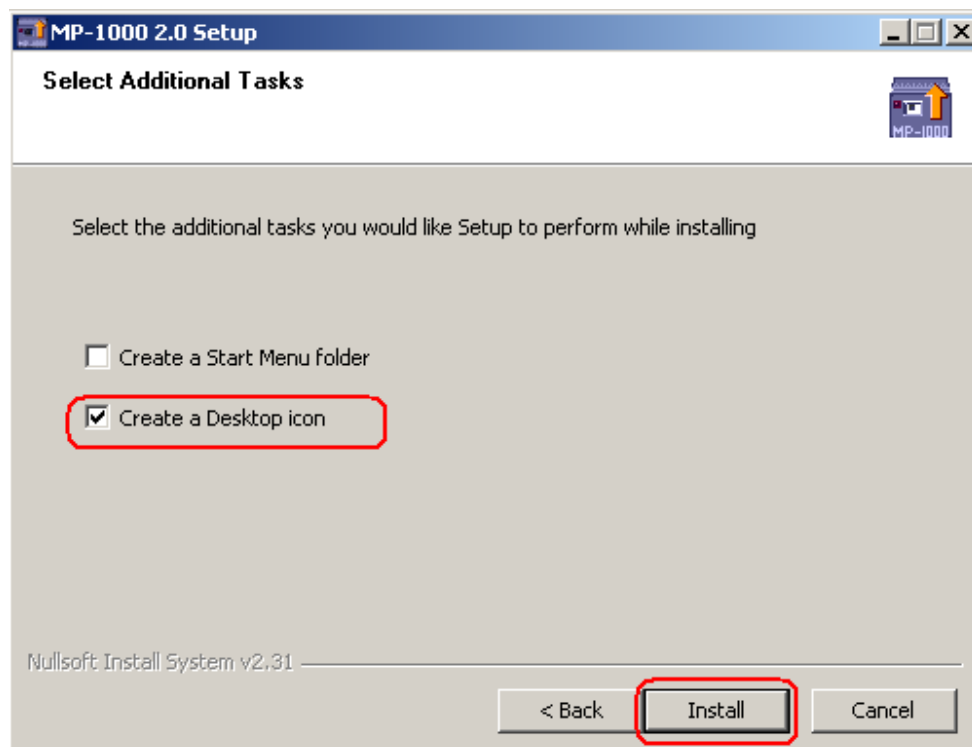 MP-1000 2.0 Setup
Select Additional Tasks
MP-1000
Select the additional tasks you would like Setup to perform while installing
Create a Start Menu folder
Create a Desktop icon
Nullsoft Install System v2.31
< Back
Install
Cancel